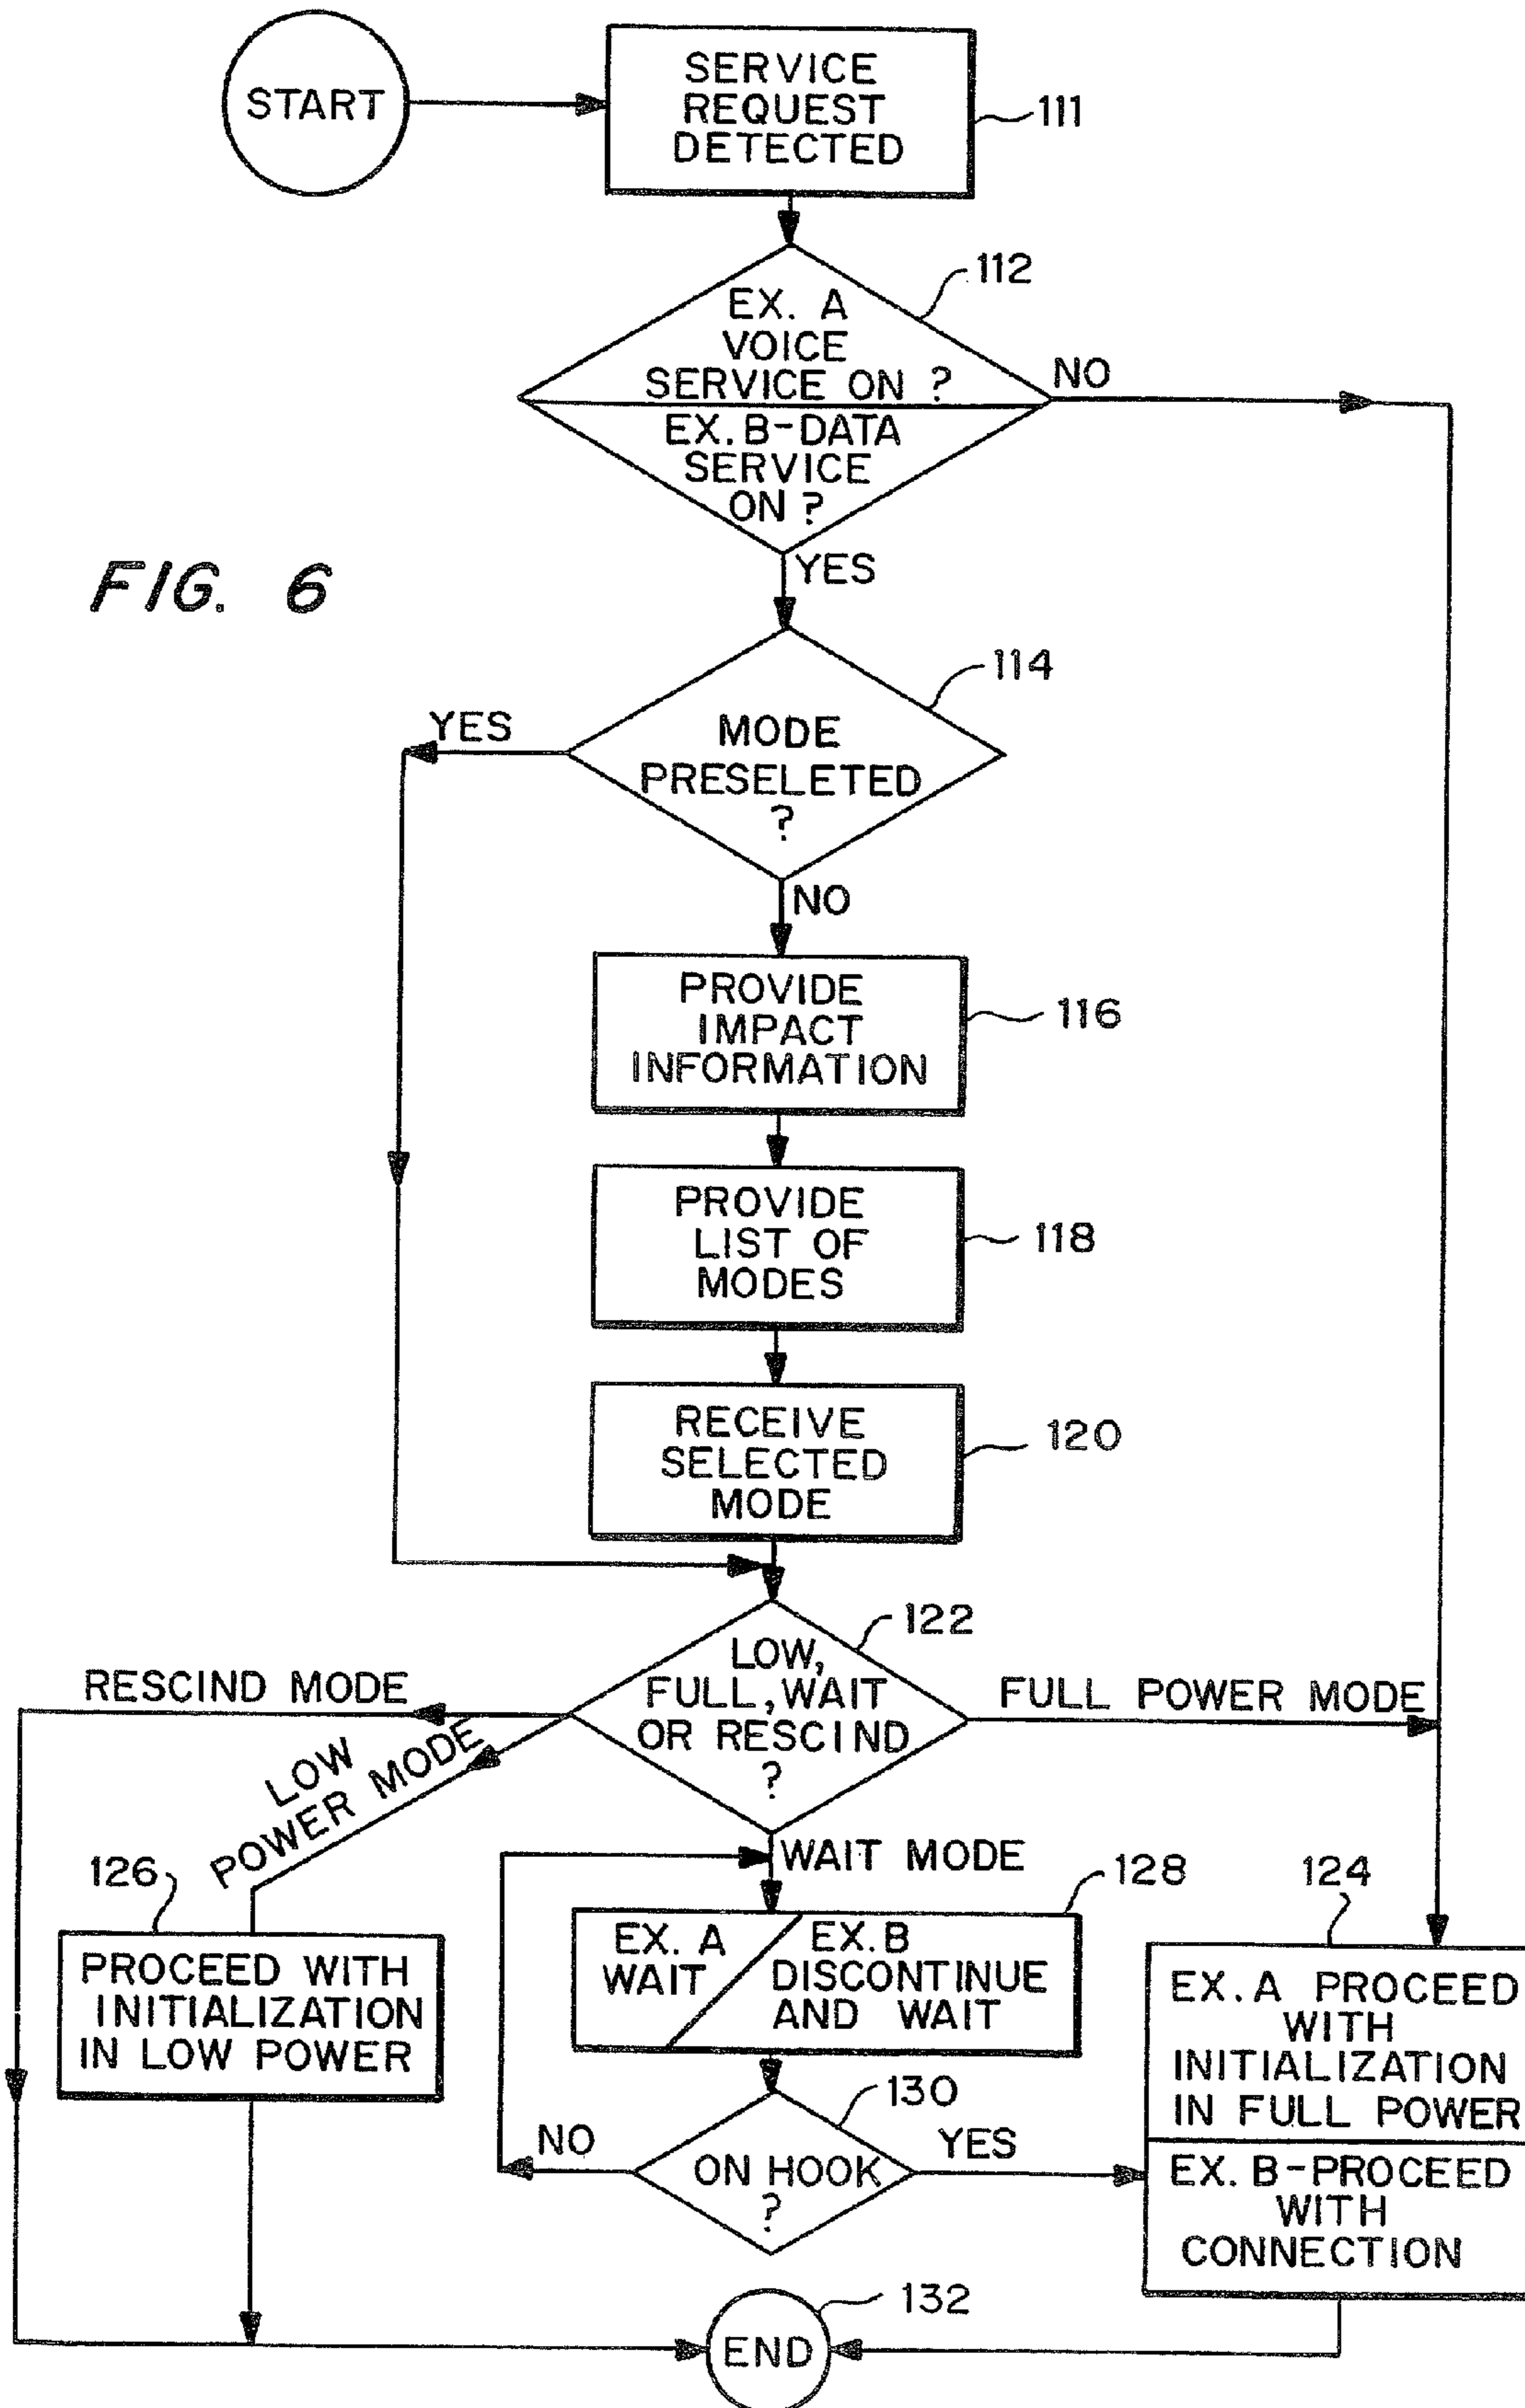 START
SERVICE
REQUEST
DETECTED
111
112
EX. A
VOICE
SERVICE ON ?
NO
EX. B-DATA
SERVICE
ON ?
YES
FIG. 6
114
YES
MODE
PRESELETED
?
NO
PROVIDE
IMPACT
INFORMATION
116
PROVIDE
LIST OF
MODES
118
RECEIVE
SELECTED
MODE
120
122
LOW,
FULL, WAIT
OR RESCIND
?
RESCIND MODE
FULL POWER MODE
LOW
POWER MODE
WAIT MODE
126
128
124
PROCEED WITH
INITIALIZATION
IN LOW POWER
EX. A
WAIT
EX. B
DISCONTINUE
AND WAIT
EX. A PROCEED
WITH
INITIALIZATION
IN FULL POWER
130
NO
ON HOOK
?
YES
EX. B-PROCEED
WITH
CONNECTION
132
END